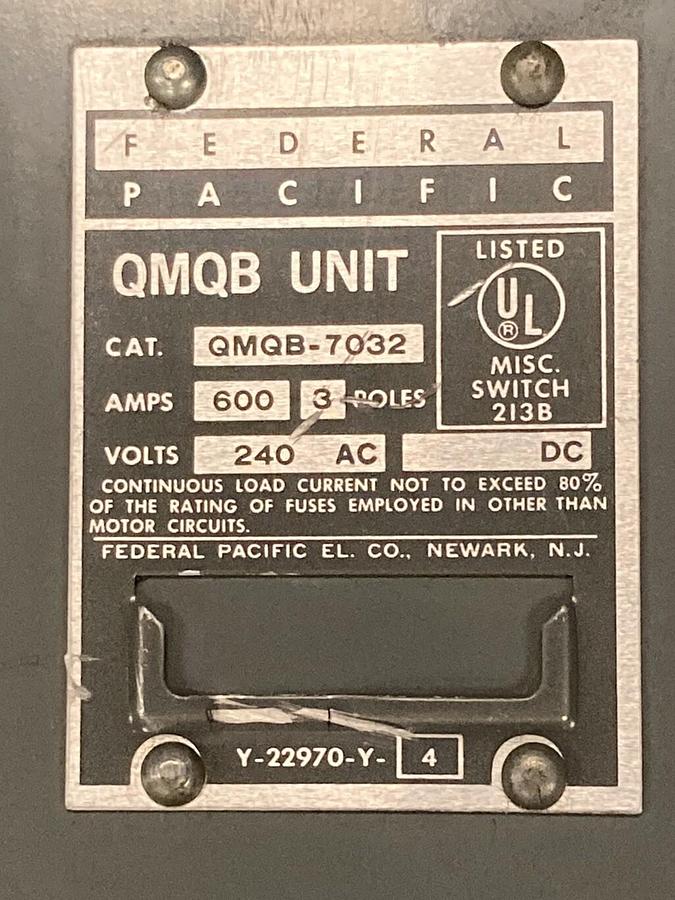 FEDERAL
PACIFIC
QMQB UNIT
LISTED
UL
®
MISC.
SWITCH
213B
CAT. QMQB-7032
AMPS 600 3 POLES
VOLTS 240 AC DC
CONTINUOUS LOAD CURRENT NOT TO EXCEED 80%
OF THE RATING OF FUSES EMPLOYED IN OTHER THAN
MOTOR CIRCUITS.
FEDERAL PACIFIC EL. CO., NEWARK, N.J.
Y-22970-Y- 4